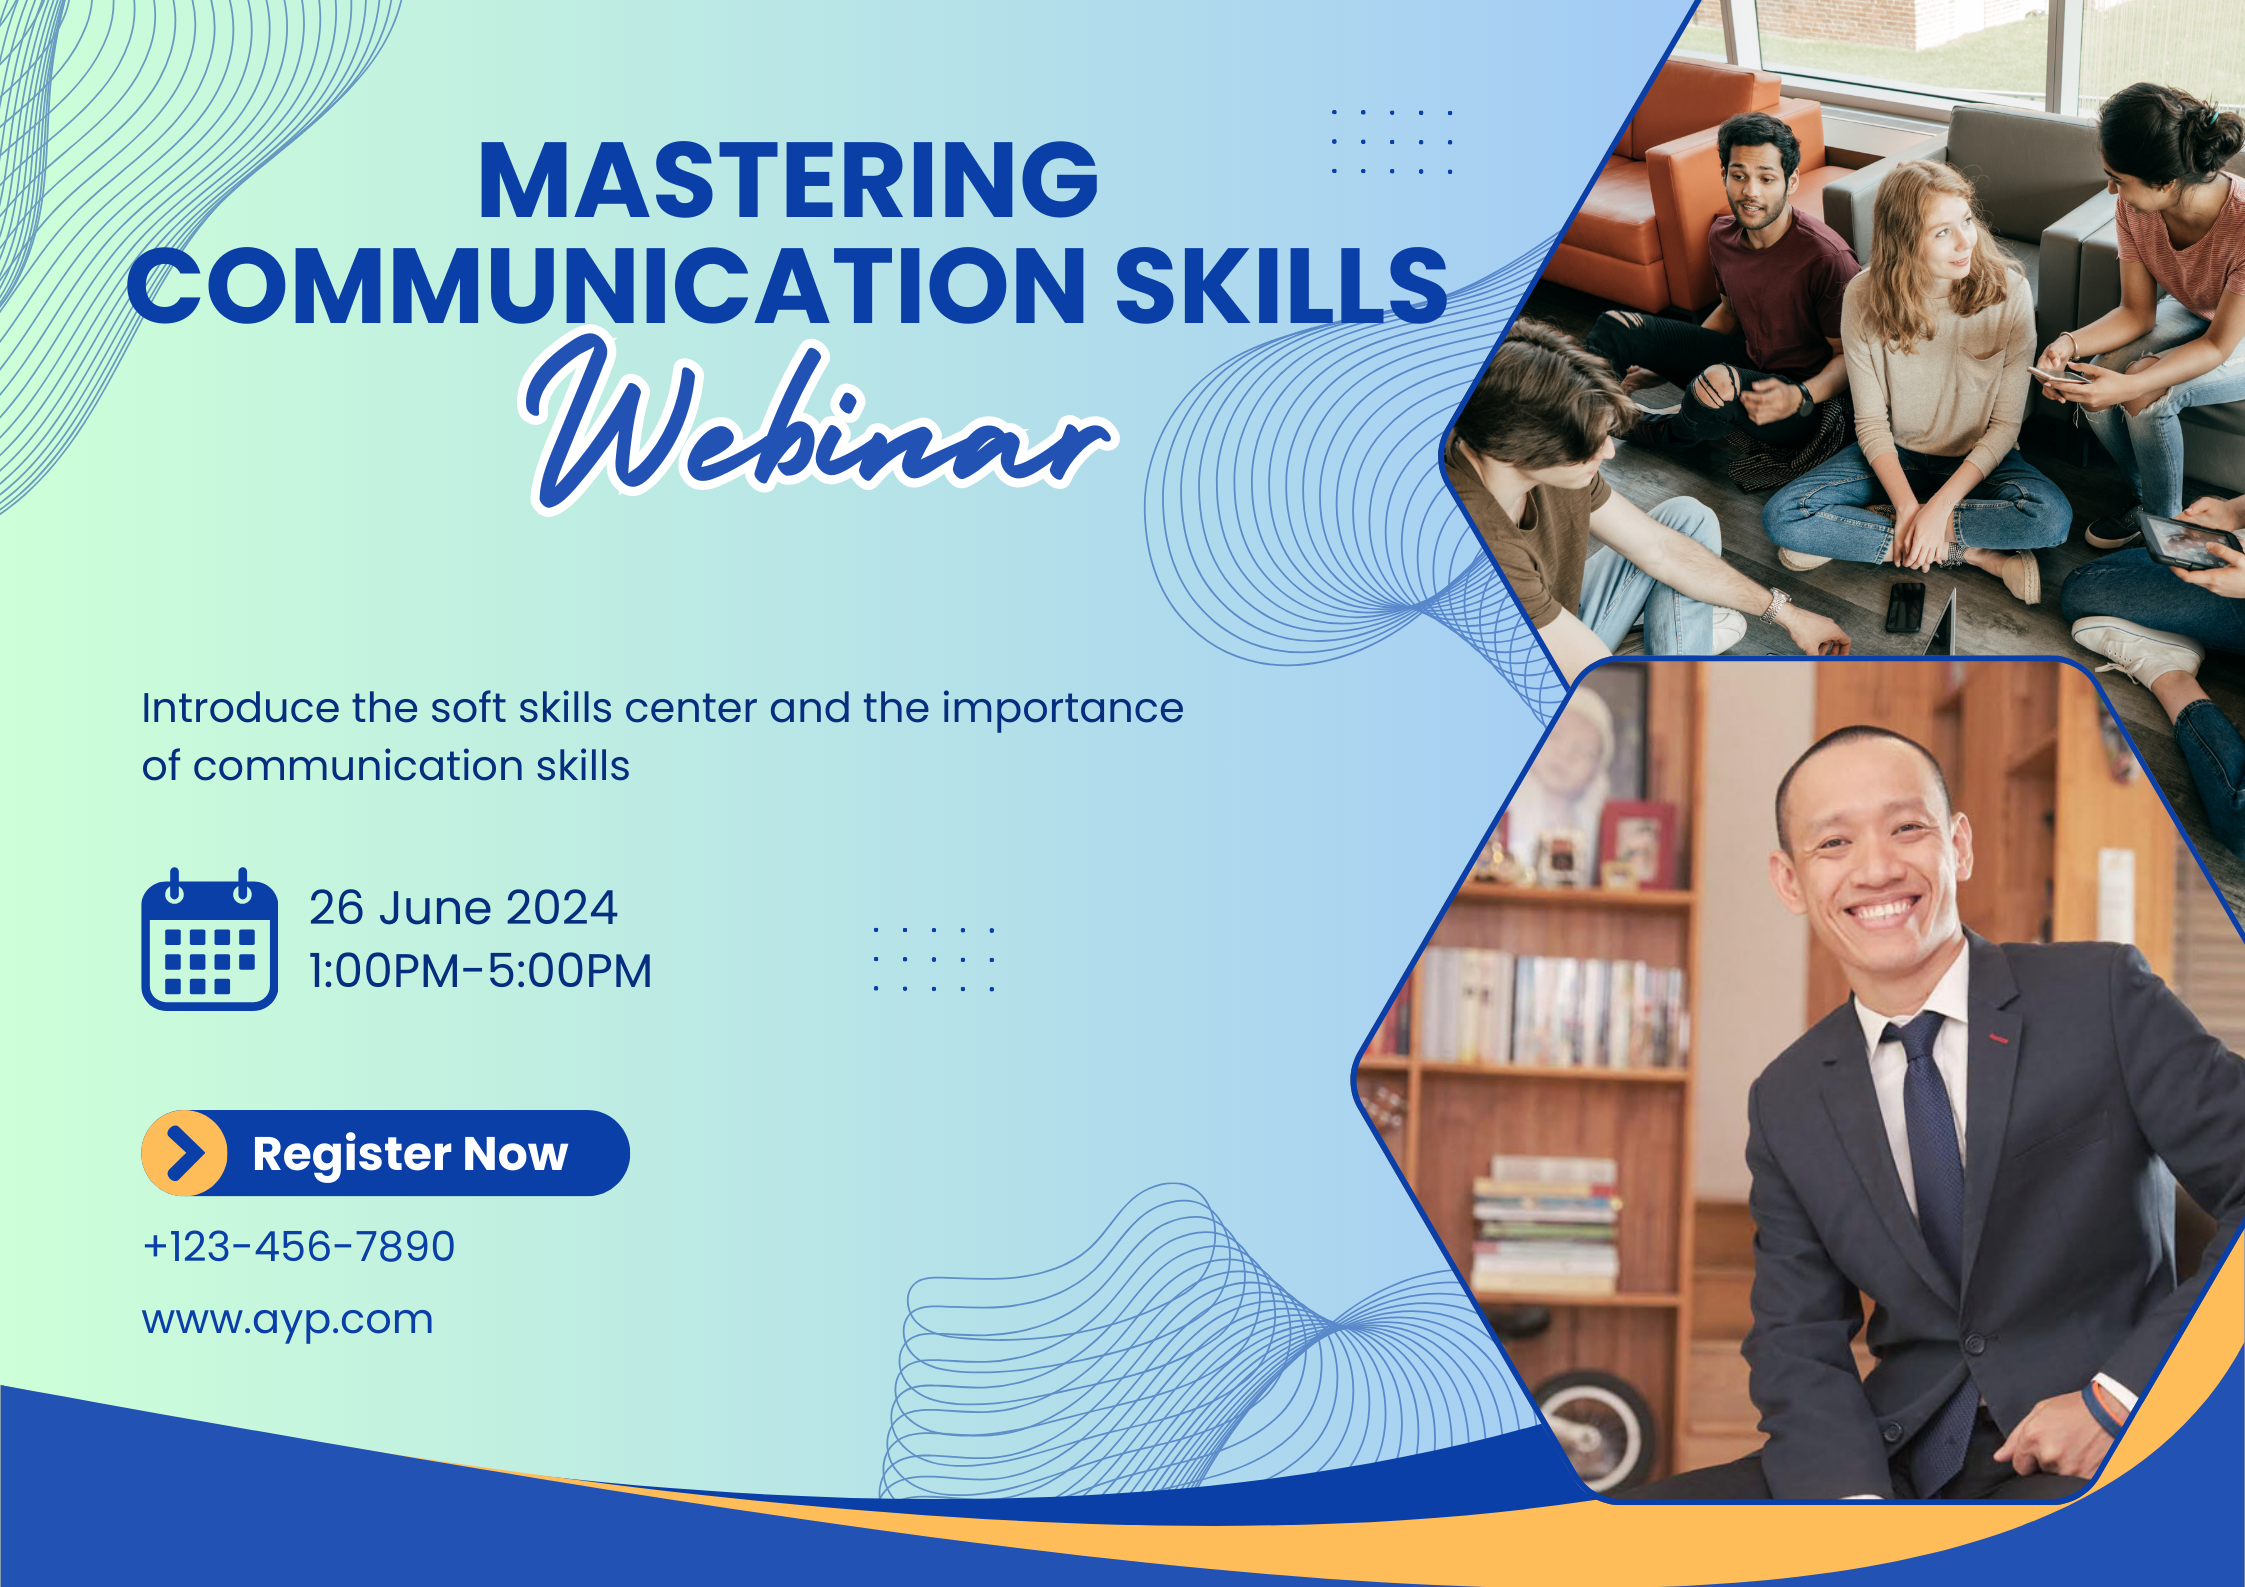 MASTERING
COMMUNICATION SKILLS
Webinar
Introduce the soft skills center and the importance
of communication skills
26 June 2024
1:00PM-5:00PM
Register Now
+123-456-7890
www.ayp.com